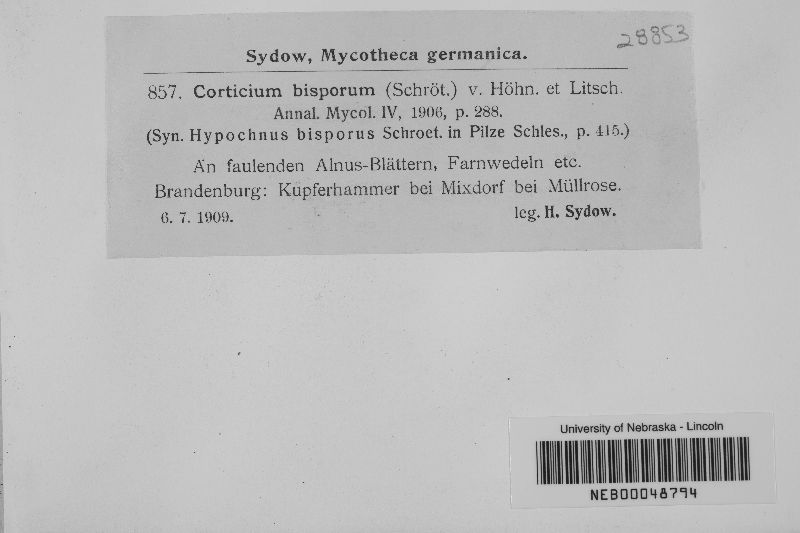 28853
Sydow, Mycotheca germanica.
857. Corticium bisporum (Schröt.) v. Höhn. et Litsch.
Annal. Mycol. IV, 1906, p. 288.
(Syn. Hypochnus bisporus Schroet. in Pilze Schles., p. 415.)
An faulenden Alnus-Blättern, Farnwedeln etc.
Brandenburg: Kupferhammer bei Mixdorf bei Müllrose.
6. 7. 1909. leg. H. Sydow.
University of Nebraska - Lincoln
NEB00048794